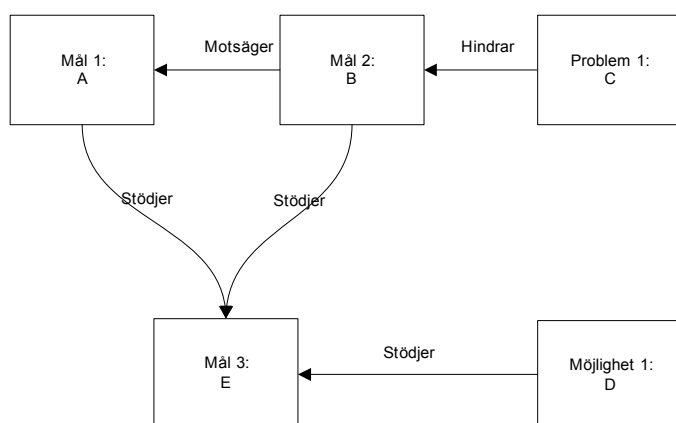 Motsäger
Hindrar
Mål 1:
A
Mål 2:
B
Problem 1:
C
Stödjer
Stödjer
Stödjer
Mål 3:
E
Möjlighet 1:
D